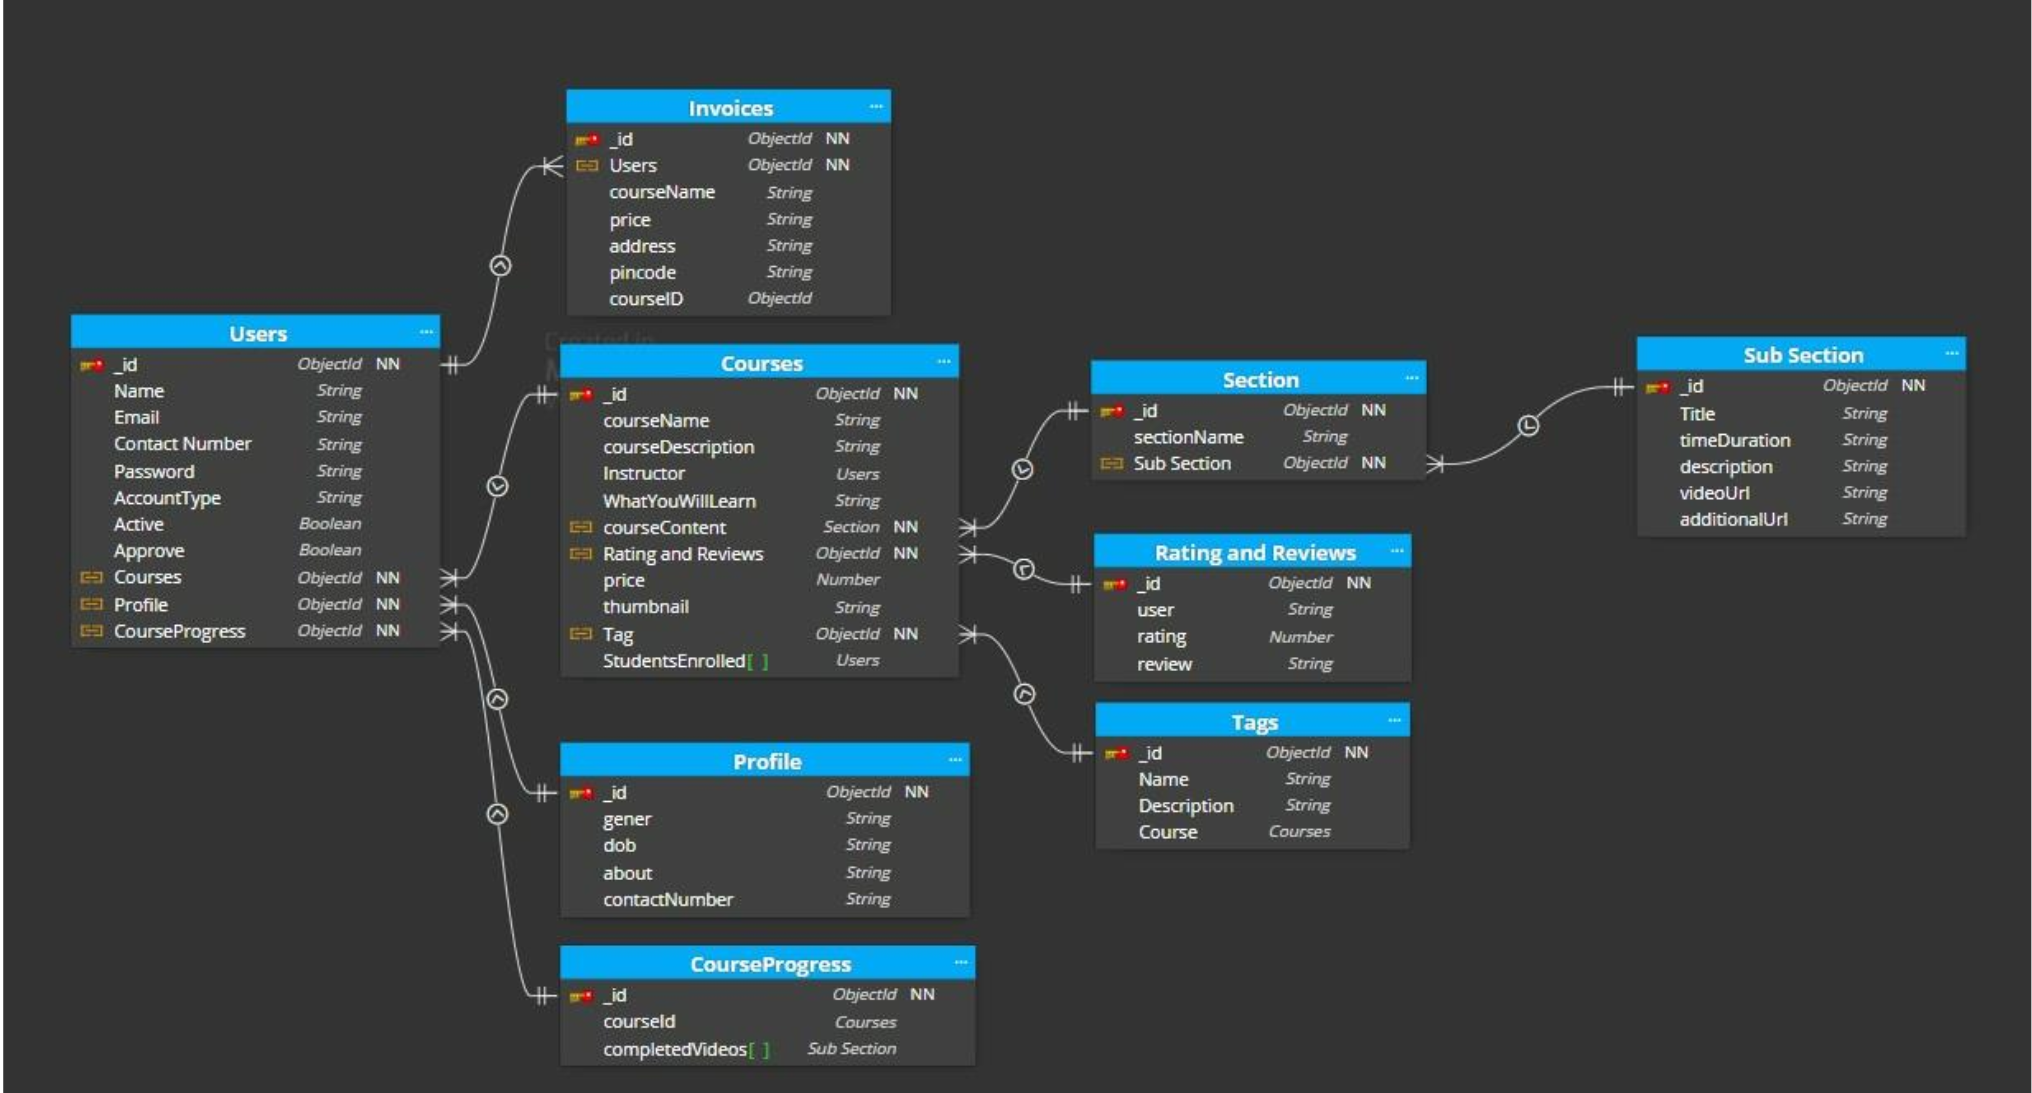 Invoices ...
_id ObjectId NN
Users ObjectId NN
courseName String
price String
address String
pincode String
courseID ObjectId
Users ...
_id ObjectId NN
Name String
Email String
Contact Number String
Password String
AccountType String
Active Boolean
Approve Boolean
Courses ObjectId NN
Profile ObjectId NN
CourseProgress ObjectId NN
Created in
Courses ...
_id ObjectId NN
courseName String
courseDescription String
Instructor Users
WhatYouWillLearn String
courseContent Section NN
Rating and Reviews ObjectId NN
price Number
thumbnail String
Tag ObjectId NN
StudentsEnrolled[ ] Users
Profile ...
_id ObjectId NN
gener String
dob String
about String
contactNumber String
CourseProgress ...
_id ObjectId NN
courseId Courses
completedVideos[ ] Sub Section
Section ...
_id ObjectId NN
sectionName String
Sub Section ObjectId NN
Rating and Reviews ...
_id ObjectId NN
user String
rating Number
review String
Tags ...
_id ObjectId NN
Name String
Description String
Course Courses
Sub Section ...
_id ObjectId NN
Title String
timeDuration String
description String
videoUrl String
additionalUrl String